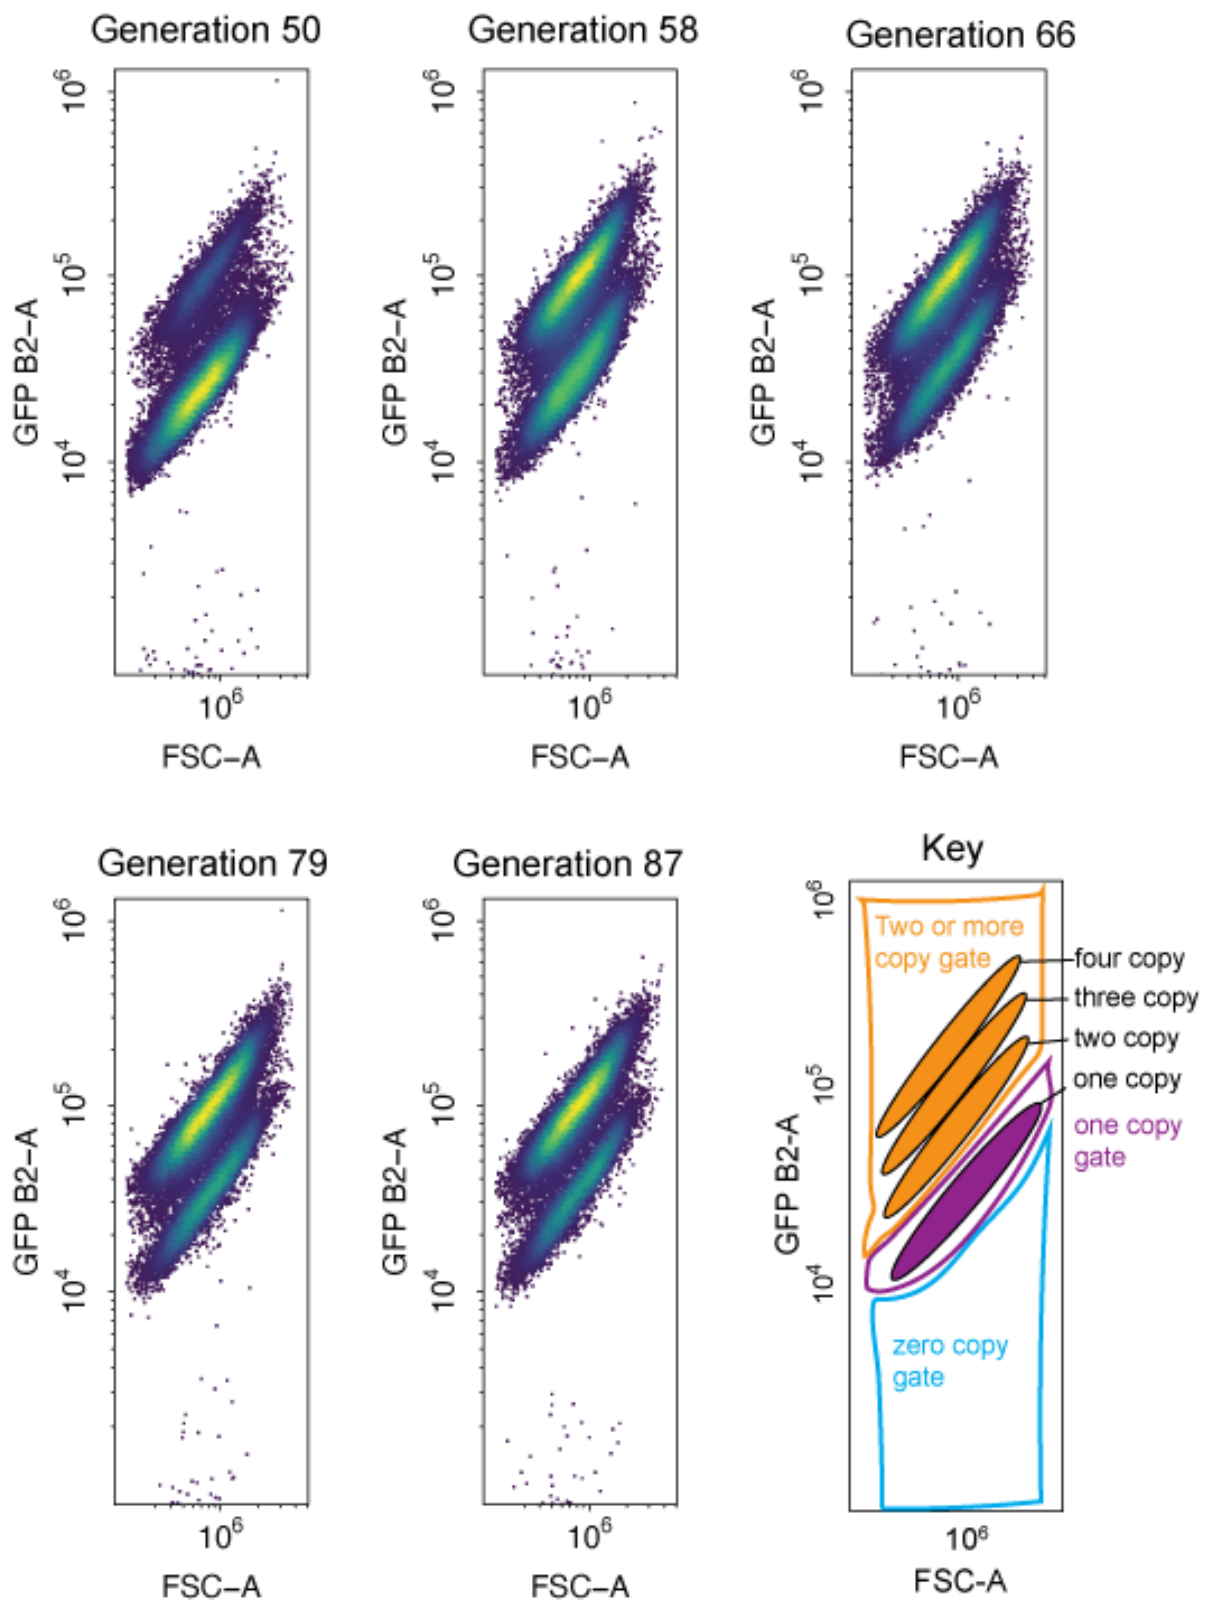 Generation 50
Generation 58
Generation 66
10^6
10^5
10^4
GFP B2–A
10^6
FSC–A
10^6
10^5
10^4
GFP B2–A
10^6
FSC–A
10^6
10^5
10^4
GFP B2–A
10^6
FSC–A
Generation 79
Generation 87
Key
10^6
10^5
10^4
GFP B2–A
10^6
FSC–A
10^6
10^5
10^4
GFP B2–A
10^6
FSC–A
10^6
10^5
10^4
GFP B2-A
Two or more
copy gate
four copy
three copy
two copy
one copy
one copy
gate
zero copy
gate
10^6
FSC-A